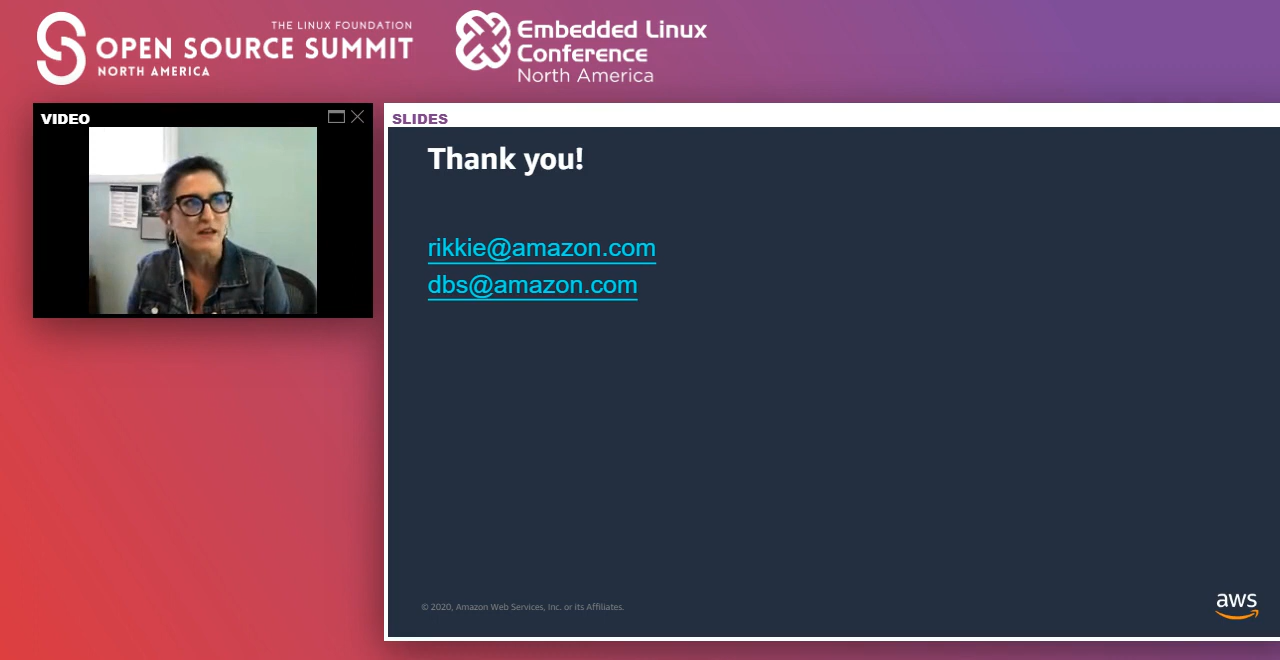 THE LINUX FOUNDATION
OPEN SOURCE SUMMIT
NORTH AMERICA
Embedded Linux
Conference
North America
VIDEO
SLIDES
Thank you!
rikkie@amazon.com
dbs@amazon.com
© 2020, Amazon Web Services, Inc. or its Affiliates.
aws